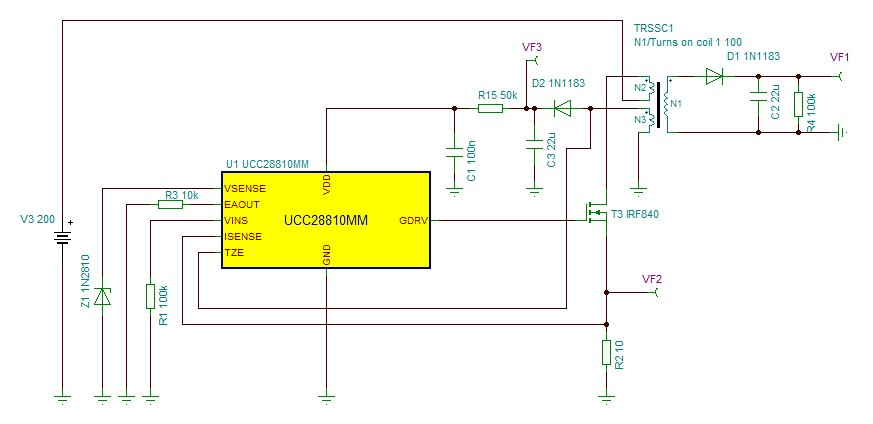 TRSSC1
N1/Turns on coil 1 100
VF3
D1 1N1183
VF1
D2 1N1183
R15 50k
N2
N1
N3
C2 22u
R4 100k
C1 100n
C3 22u
U1 UCC28810MM
VDD
VSENSE
R3 10k
EAOUT
VINS
UCC28810MM
GDRV
T3 IRF840
V3 200
+
ISENSE
TZE
GND
Z1 1N2810
R1 100k
VF2
R2 10